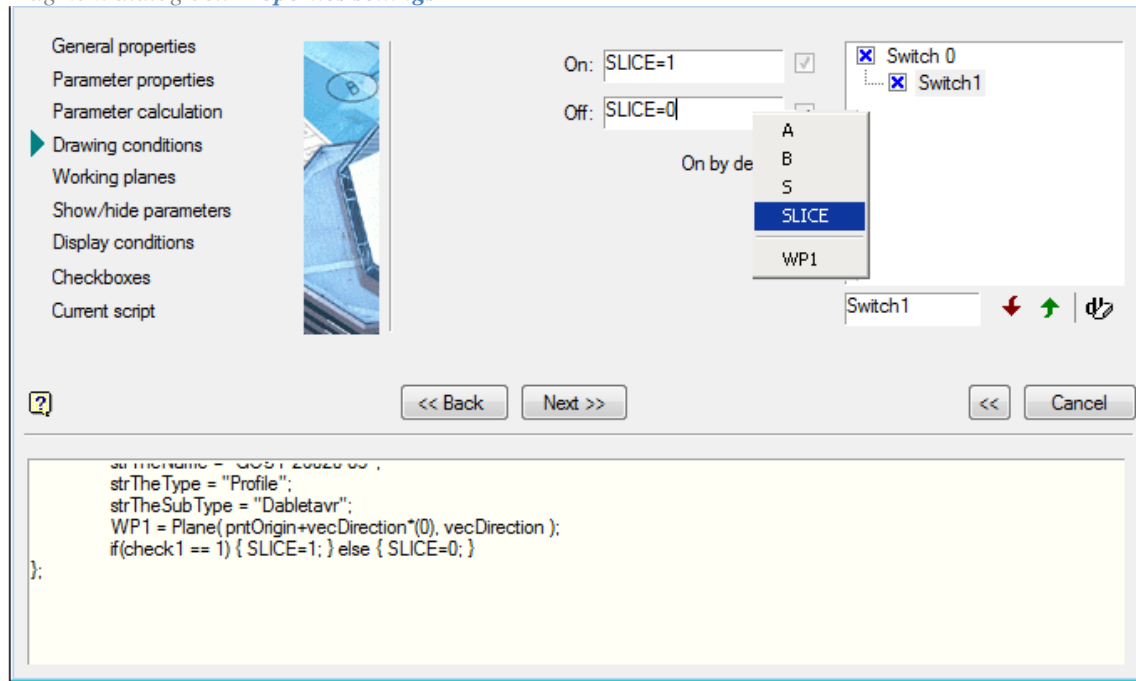 Properties settings
General properties
Parameter properties
Parameter calculation
Drawing conditions
Working planes
Show/hide parameters
Display conditions
Checkboxes
Current script
B
On: SLICE=1
Off: SLICE=0
On by de
A
B
S
SLICE
WP1
Switch 0
Switch1
Switch1
<< Back
Next >>
<<
Cancel
strTheType = "Profile";
strTheSubType = "Dabletavr";
WP1 = Plane( pntOrigin+vecDirection*(0), vecDirection );
if(check1 == 1) { SLICE=1; } else { SLICE=0; }
};